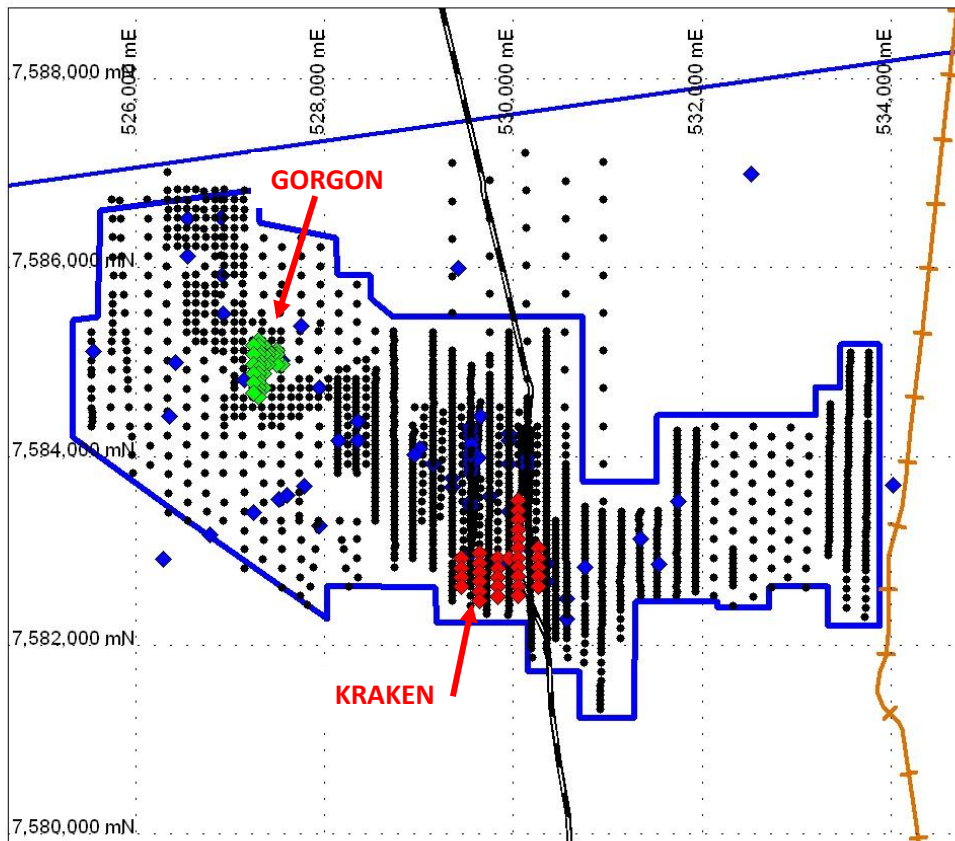 526,000 mE
528,000 mE
530,000 mE
532,000 mE
534,000 mE
7,588,000 mN
GORGON
7,586,000 mN
7,584,000 mN
7,582,000 mN
KRAKEN
7,580,000 mN